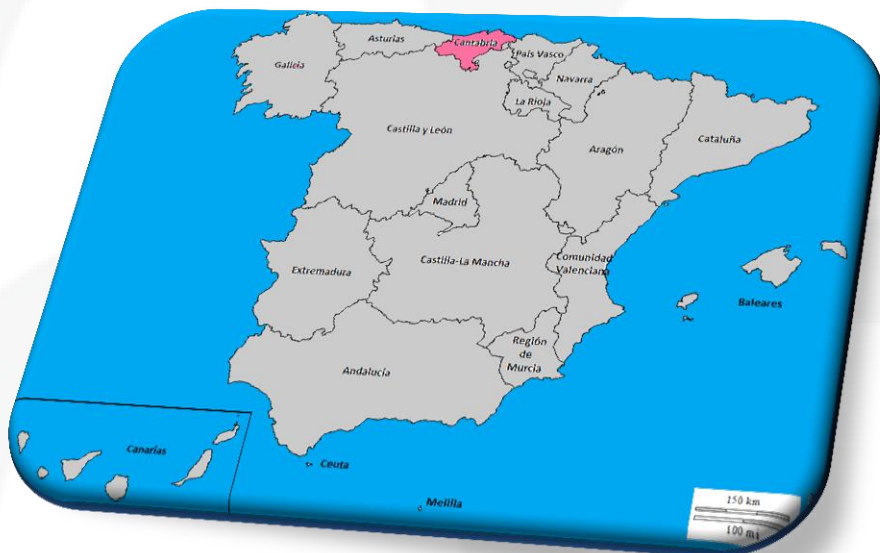 Asturias
Cantabria
País Vasco
Galicia
Navarra
La Rioja
Castilla y León
Aragón
Cataluña
Madrid
Castilla-La Mancha
Comunidad
Valenciana
Extremadura
Baleares
Región
de
Murcia
Andalucía
Canarias
Ceuta
Melilla
150 km
100 mi